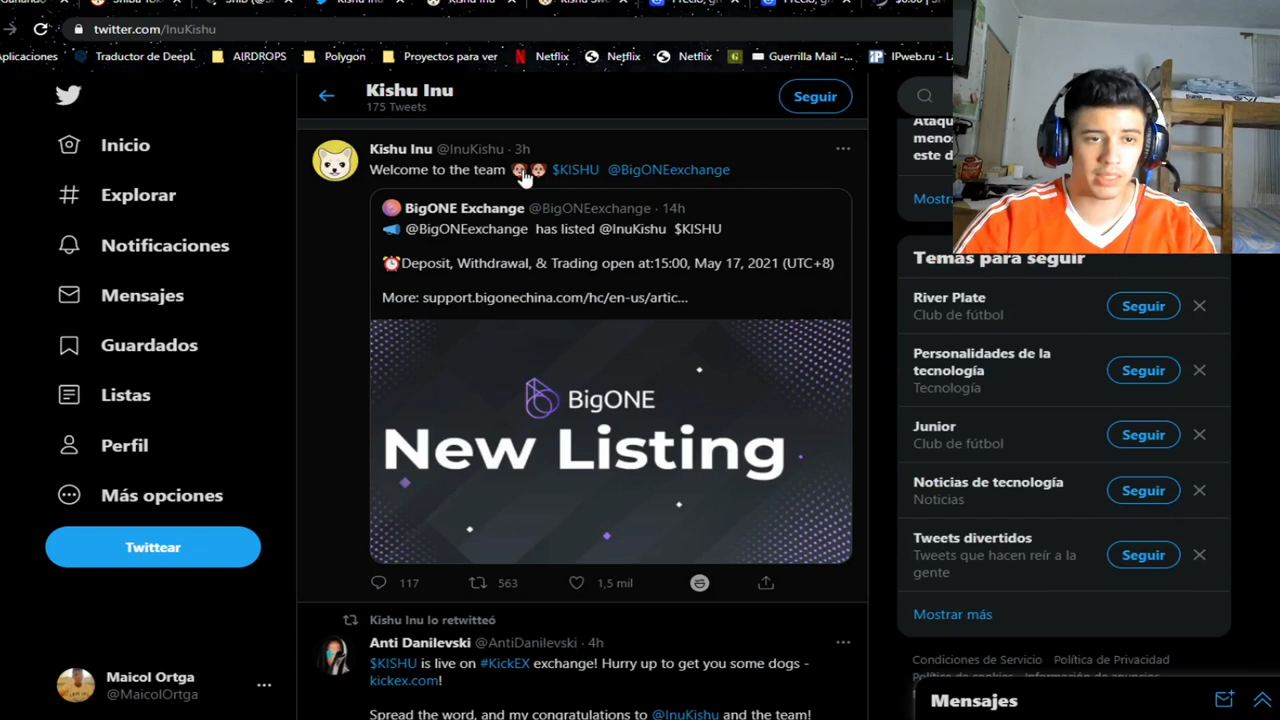 twitter.com/InuKishu
Traductor de DeepL
AIRDROPS
Polygon
Proyectos para ver
Netflix
Netflix
Netflix
Guerrilla Mail -...
Kishu Inu
175 Tweets
Seguir
Inicio
Explorar
Notificaciones
Mensajes
Guardados
Listas
Perfil
Más opciones
Twittear
Maicol Ortga
@MaicolOrtga
Kishu Inu @InuKishu · 3h
Welcome to the team 🐶🐶 $KISHU @BigONEexchange
BigONE Exchange @BigONEexchange · 14h
📣 @BigONEexchange has listed @InuKishu $KISHU
⏰Deposit, Withdrawal, & Trading open at:15:00, May 17, 2021 (UTC+8)
More: support.bigonechina.com/hc/en-us/artic...
BigONE
New Listing
117 563 1,5 mil
Kishu Inu lo retwitteó
Anti Danilevski @AntiDanilevski · 4h
$KISHU is live on #KickEX exchange! Hurry up to get you some dogs -
kickex.com!
Spread the word, and my congratulations to @InuKishu and the team!
Temas para seguir
River Plate
Club de fútbol
Seguir
Personalidades de la
tecnología
Tecnología
Seguir
Junior
Club de fútbol
Seguir
Noticias de tecnología
Noticias
Seguir
Tweets divertidos
Tweets que hacen reír a la
gente
Seguir
Mostrar más
Condiciones de Servicio Política de Privacidad
Mensajes